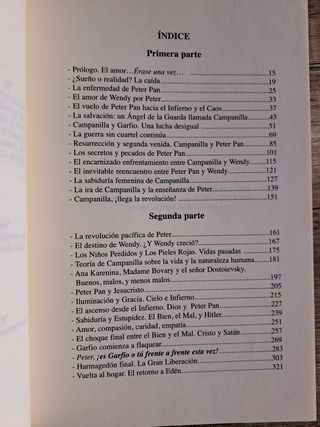 ÍNDICE
Primera parte
- Prólogo. El amor...Érase una vez... ............15
- ¿Sueño o realidad? La caída............19
- La enfermedad de Peter Pan............25
- El amor de Wendy por Peter............33
- El vuelo de Peter Pan hacia el Infierno y el Caos............37
- La salvación: un Ángel de la Guarda llamada Campanilla............43
- Campanilla y Garfio. Una lucha desigual............51
- La guerra sin cuartel continúa............69
- Resurrección y segunda venida. Campanilla y Peter Pan............85
- Los secretos y pecados de Peter Pan............101
- El encarnizado enfrentamiento entre Campanilla y Wendy............115
- El inevitable reencuentro entre Peter Pan y Wendy............121
- La sabiduría femenina de Campanilla............127
- La ira de Campanilla y la enseñanza de Peter............139
- Campanilla, ¡llega la revolución!............151
Segunda parte
- La revolución pacífica de Peter............161
- El destino de Wendy. ¿Y Wendy creció?............167
- Los Niños Perdidos y Los Pieles Rojas. Vidas pasadas............175
- Teoría de Campanilla sobre la vida y la naturaleza humana............181
- Ana Karenina, Madame Bovary y el señor Dostoievsky.
Buenos, malos, y menos malos............197
- Peter Pan y Jesucristo............205
- Iluminación y Gracia. Cielo e Infierno............215
- El ascenso desde el Infierno. Dios y Peter Pan............227
- Sabiduría y Estupidez. El Bien, el Mal, y Hitler............239
- Amor, compasión, caridad, empatía............251
- El choque final entre el Bien y el Mal. Cristo y Satán............257
- Garfio comienza a flaquear............269
- Peter, ¡es Garfio o tú frente a frente esta vez!............283
- Harmagedón final. La Gran Liberación............303
- Vuelta al hogar. El retorno a Edén............321